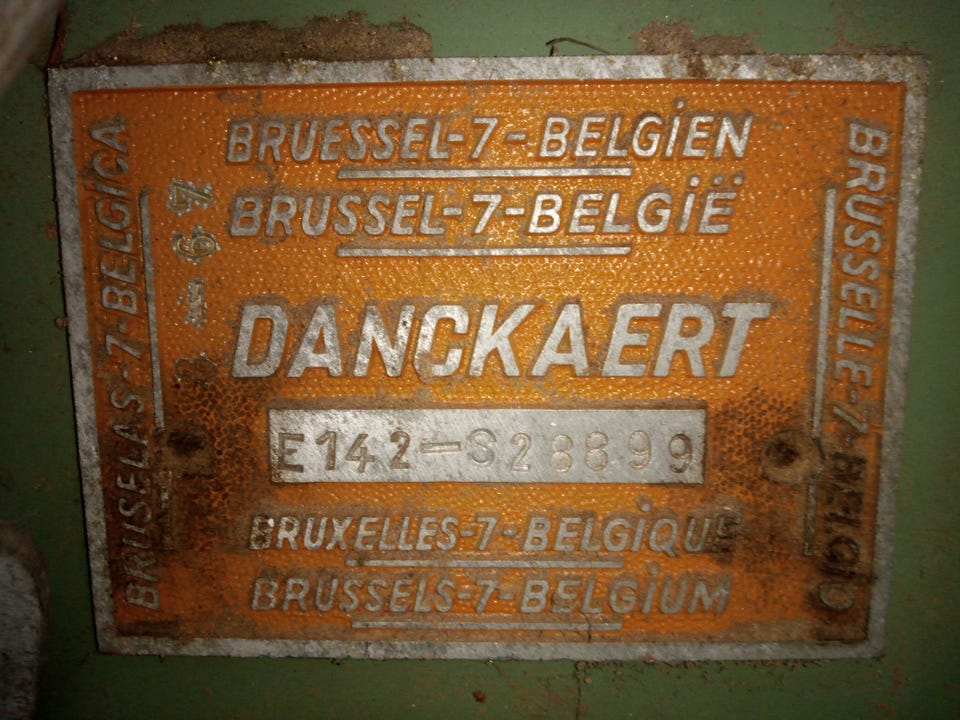 BRUESSEL-7-BELGIEN
BRUSSEL-7-BELGIË
DANCKAERT
E142-S28899
BRUXELLES-7-BELGIQUE
BRUSSELS-7-BELGIUM
BRUSELAS-7-BELGICA
BRUSSELLE-7-BELGIO